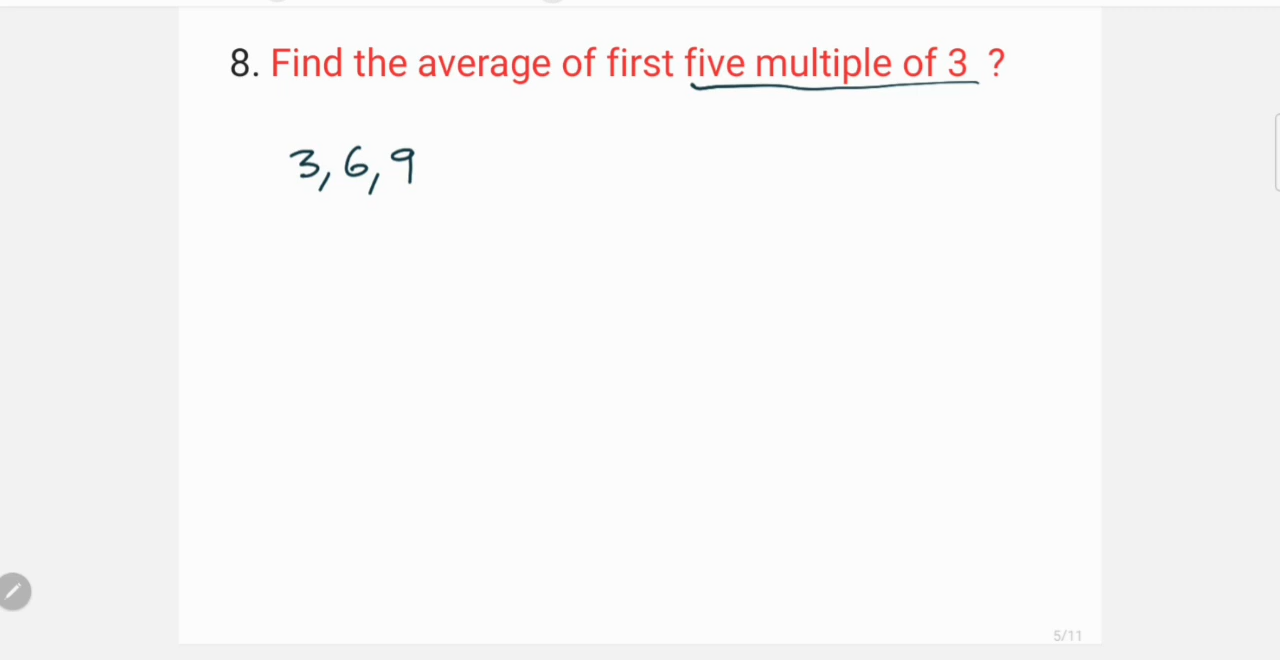 8. Find the average of first five multiple of 3 ?
3, 6, 9
5/11